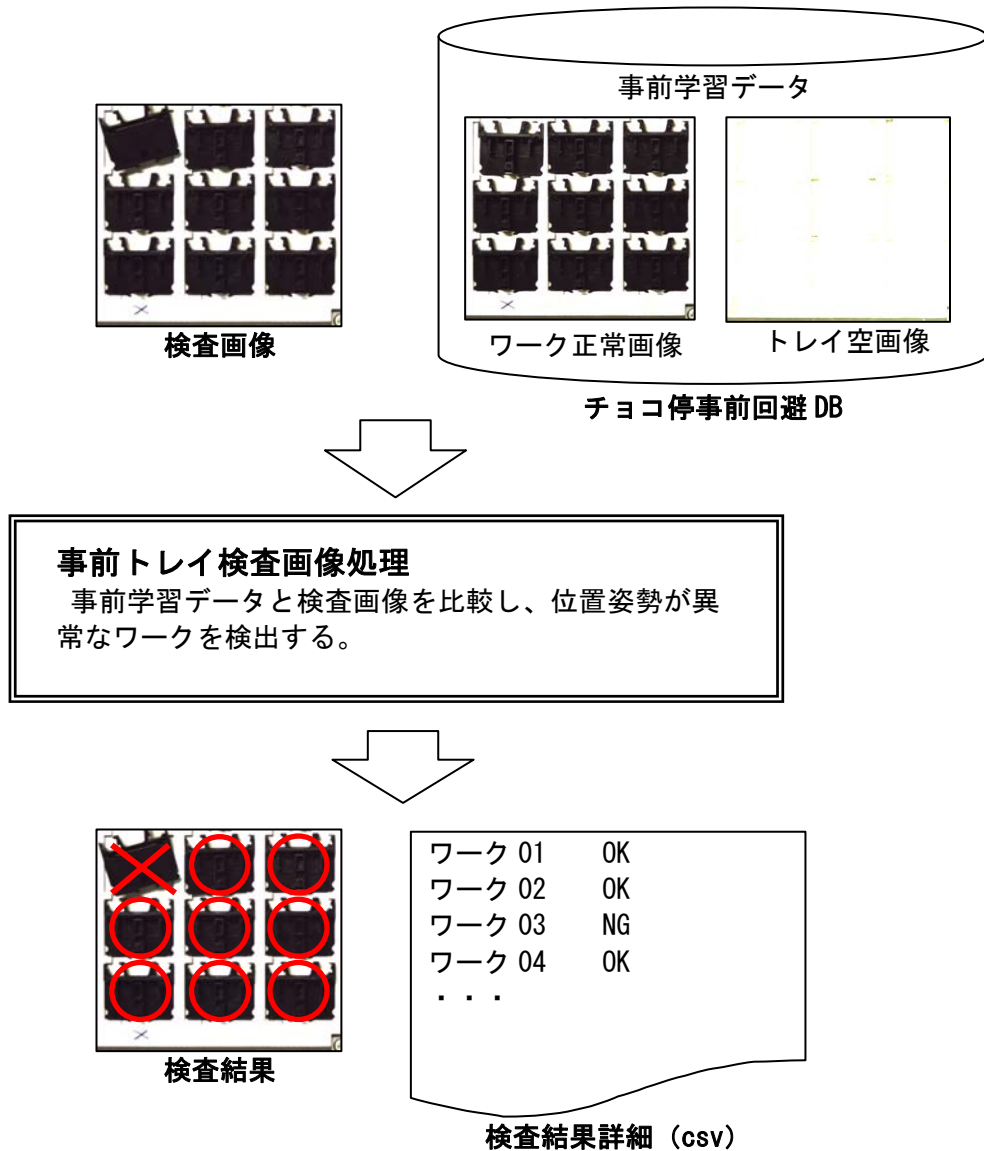 事前学習データ
検査画像
ワーク正常画像
トレイ空画像
チョコ停事前回避 DB
事前トレイ検査画像処理
事前学習データと検査画像を比較し、位置姿勢が異
常なワークを検出する。
ワーク 01 OK
ワーク 02 OK
ワーク 03 NG
ワーク 04 OK
・・・
検査結果
検査結果詳細（csv）